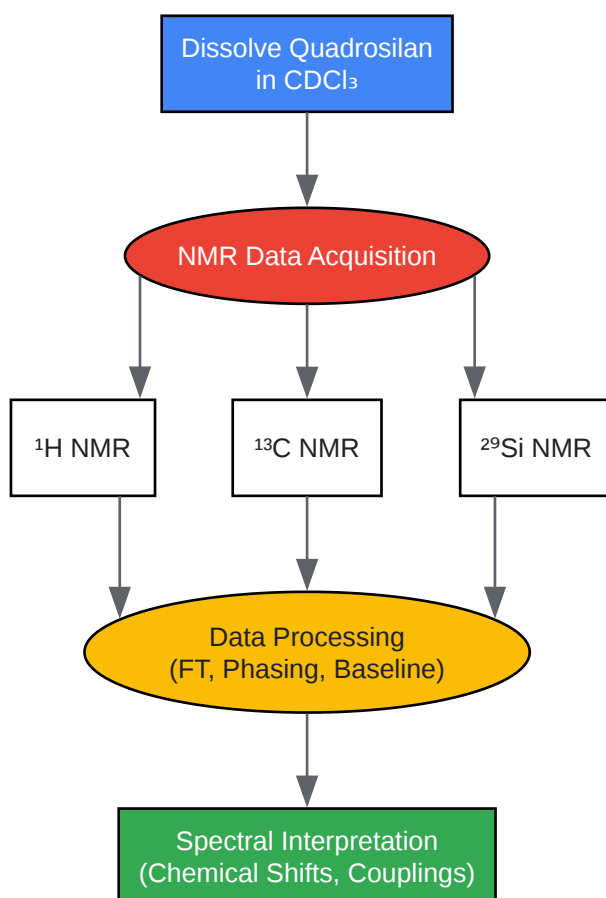 Dissolve Quadrosilan
in CDCl₃
NMR Data Acquisition
¹H NMR
¹³C NMR
²⁹Si NMR
Data Processing
(FT, Phasing, Baseline)
Spectral Interpretation
(Chemical Shifts, Couplings)